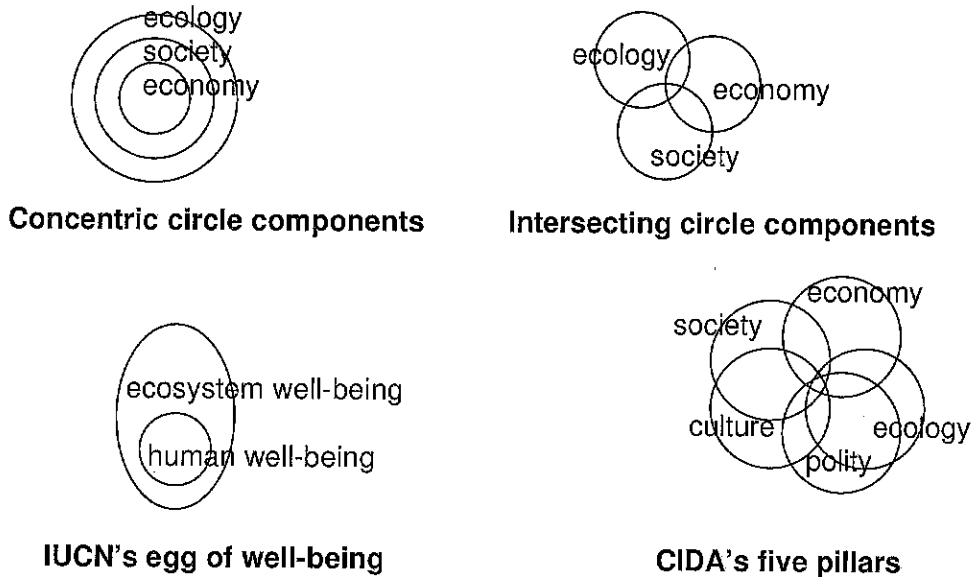 ecology
society
economy
ecology
economy
society
Concentric circle components
Intersecting circle components
ecosystem well-being
human well-being
economy
society
culture
ecology
polity
IUCN's egg of well-being
CIDA's five pillars